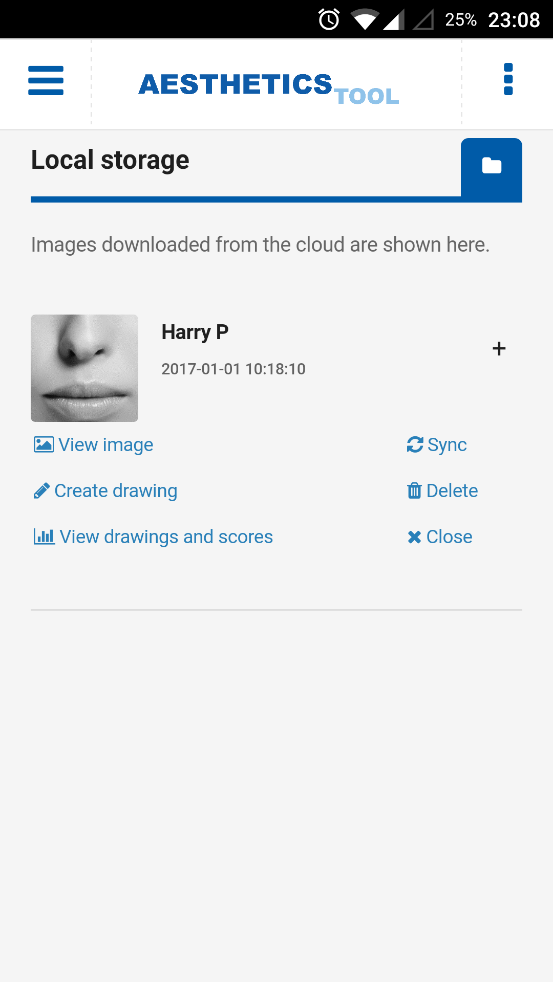 25% 23:08
AESTHETICS TOOL
Local storage
Images downloaded from the cloud are shown here.
Harry P
+
2017-01-01 10:18:10
View image
Sync
Create drawing
Delete
View drawings and scores
Close